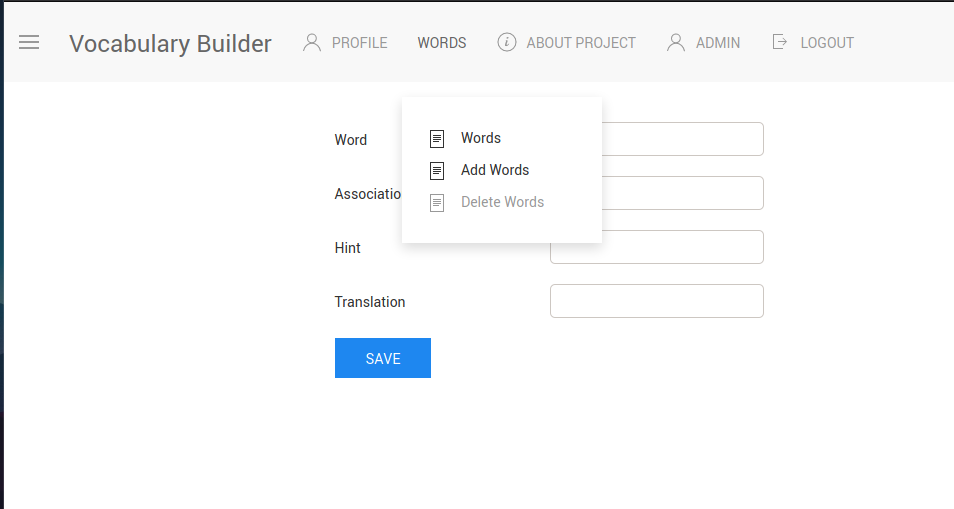 Vocabulary Builder PROFILE WORDS ABOUT PROJECT ADMIN LOGOUT
Words
Add Words
Delete Words
Word
Associatio
Hint
Translation
SAVE